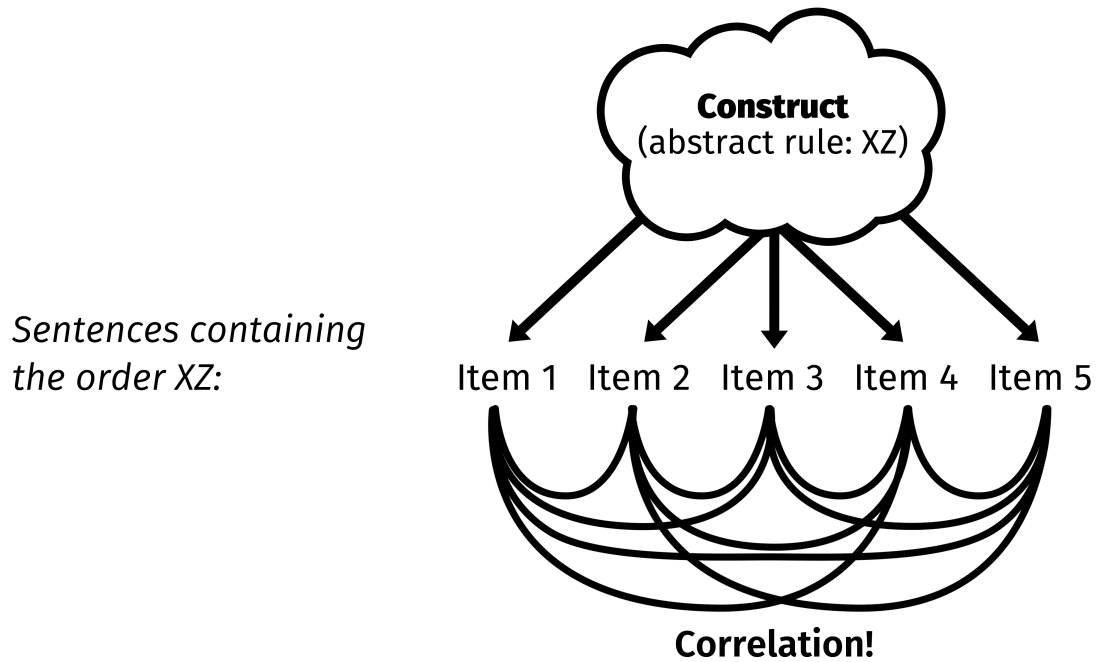 Construct
(abstract rule: XZ)
Sentences containing
the order XZ:
Item 1 Item 2 Item 3 Item 4 Item 5
Correlation!